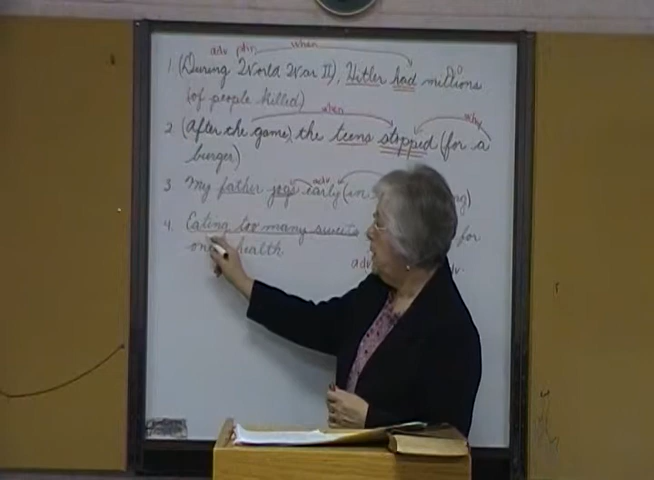 adv phr. when
1. (During World War II), Hitler had millions D.O.
(of people killed)
when why
2. (After the game), the teens stopped (for a
burger)
adv.
3. My father jogs early (in
4. Eating too many sweets for
health.
adv